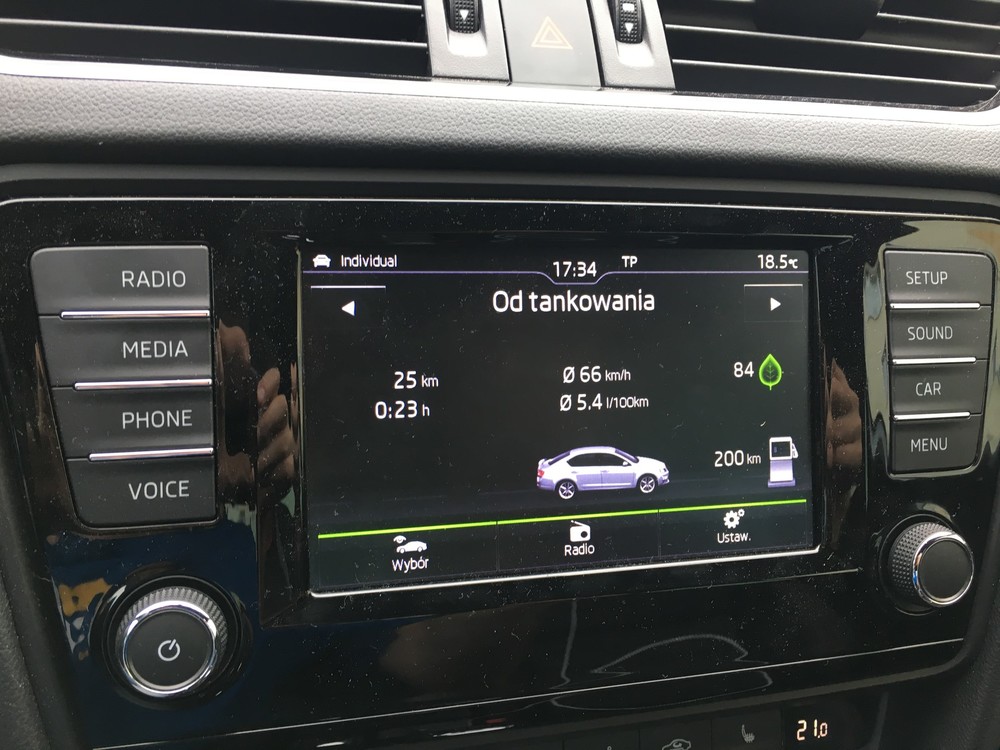 RADIO
MEDIA
PHONE
VOICE
Individual
17:34
TP
18.5°C
Od tankowania
25 km
0:23 h
Ø 66 km/h
Ø 5.4 l/100km
84
200 km
Wybór
Radio
Ustaw.
SETUP
SOUND
CAR
MENU
21.0